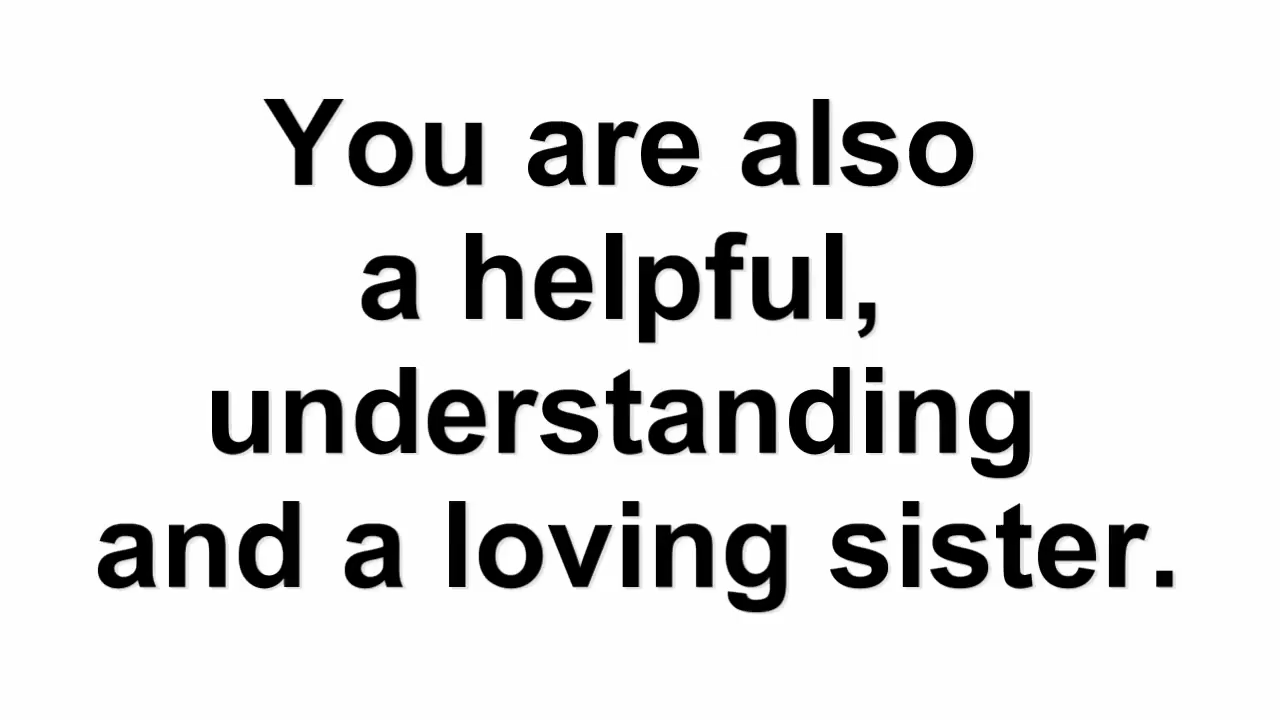 You are also
a helpful,
understanding
and a loving sister.